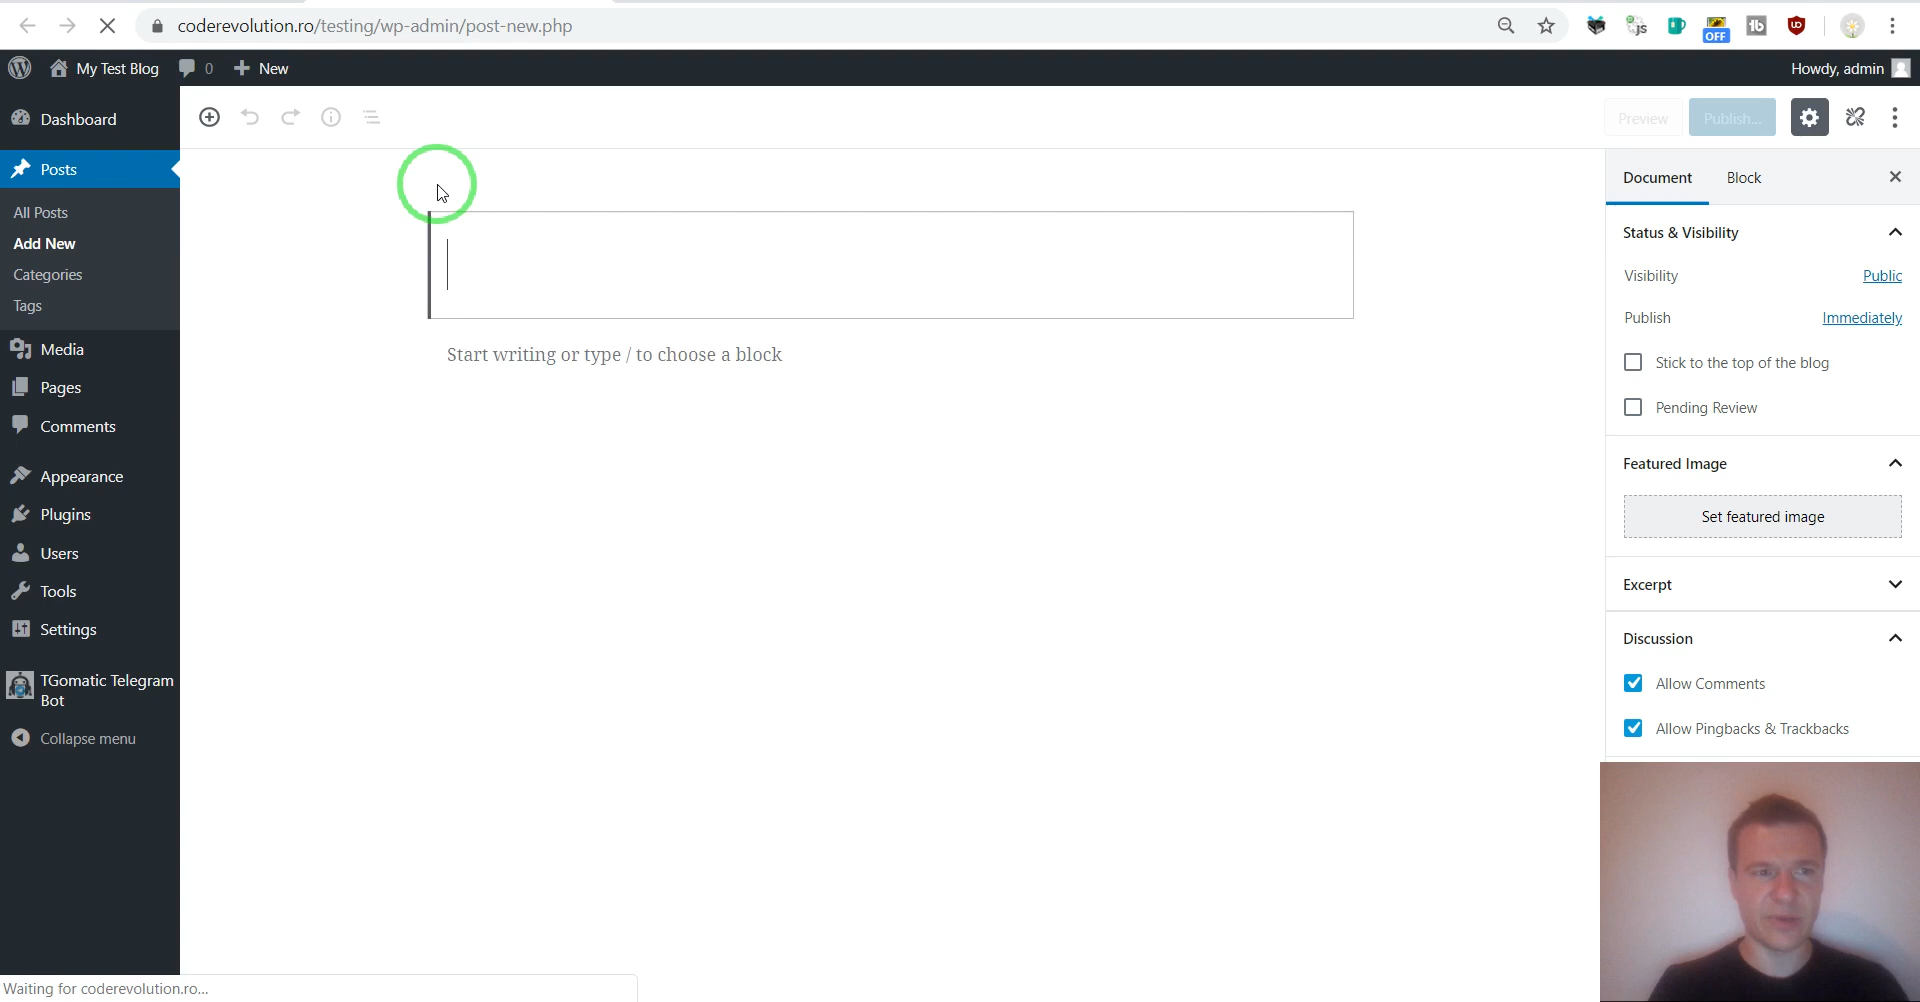 coderevolution.ro/testing/wp-admin/post-new.php
JS
OFF
My Test Blog 0 New Howdy, admin
Dashboard
Posts
All Posts
Add New
Categories
Tags
Media
Pages
Comments
Appearance
Plugins
Users
Tools
Settings
TGomatic Telegram
Bot
Collapse menu
Preview Publish...
Start writing or type / to choose a block
Document Block
Status & Visibility
Visibility Public
Publish Immediately
Stick to the top of the blog
Pending Review
Featured Image
Set featured image
Excerpt
Discussion
Allow Comments
Allow Pingbacks & Trackbacks
Waiting for coderevolution.ro...